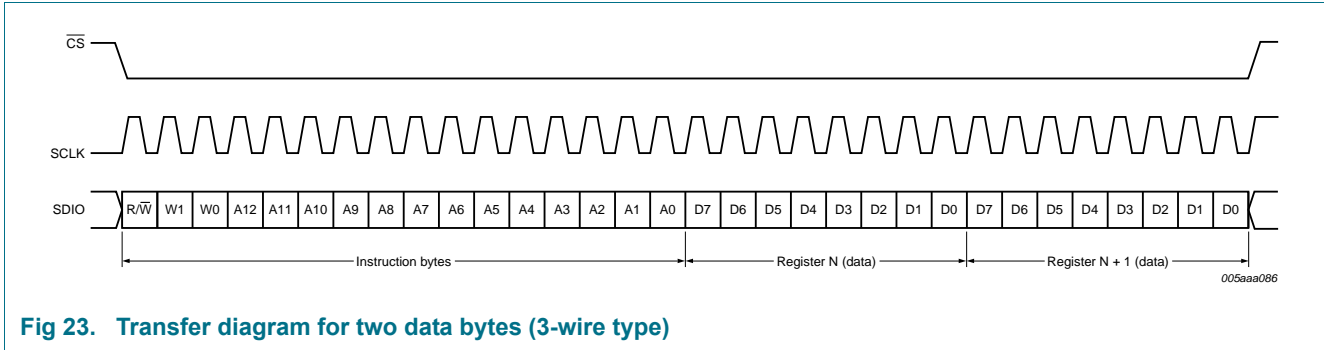 CS
SCLK
SDIO R/W W1 W0 A12 A11 A10 A9 A8 A7 A6 A5 A4 A3 A2 A1 A0 D7 D6 D5 D4 D3 D2 D1 D0 D7 D6 D5 D4 D3 D2 D1 D0
Instruction bytes Register N (data) Register N + 1 (data)
005aaa086
Fig 23. Transfer diagram for two data bytes (3-wire type)